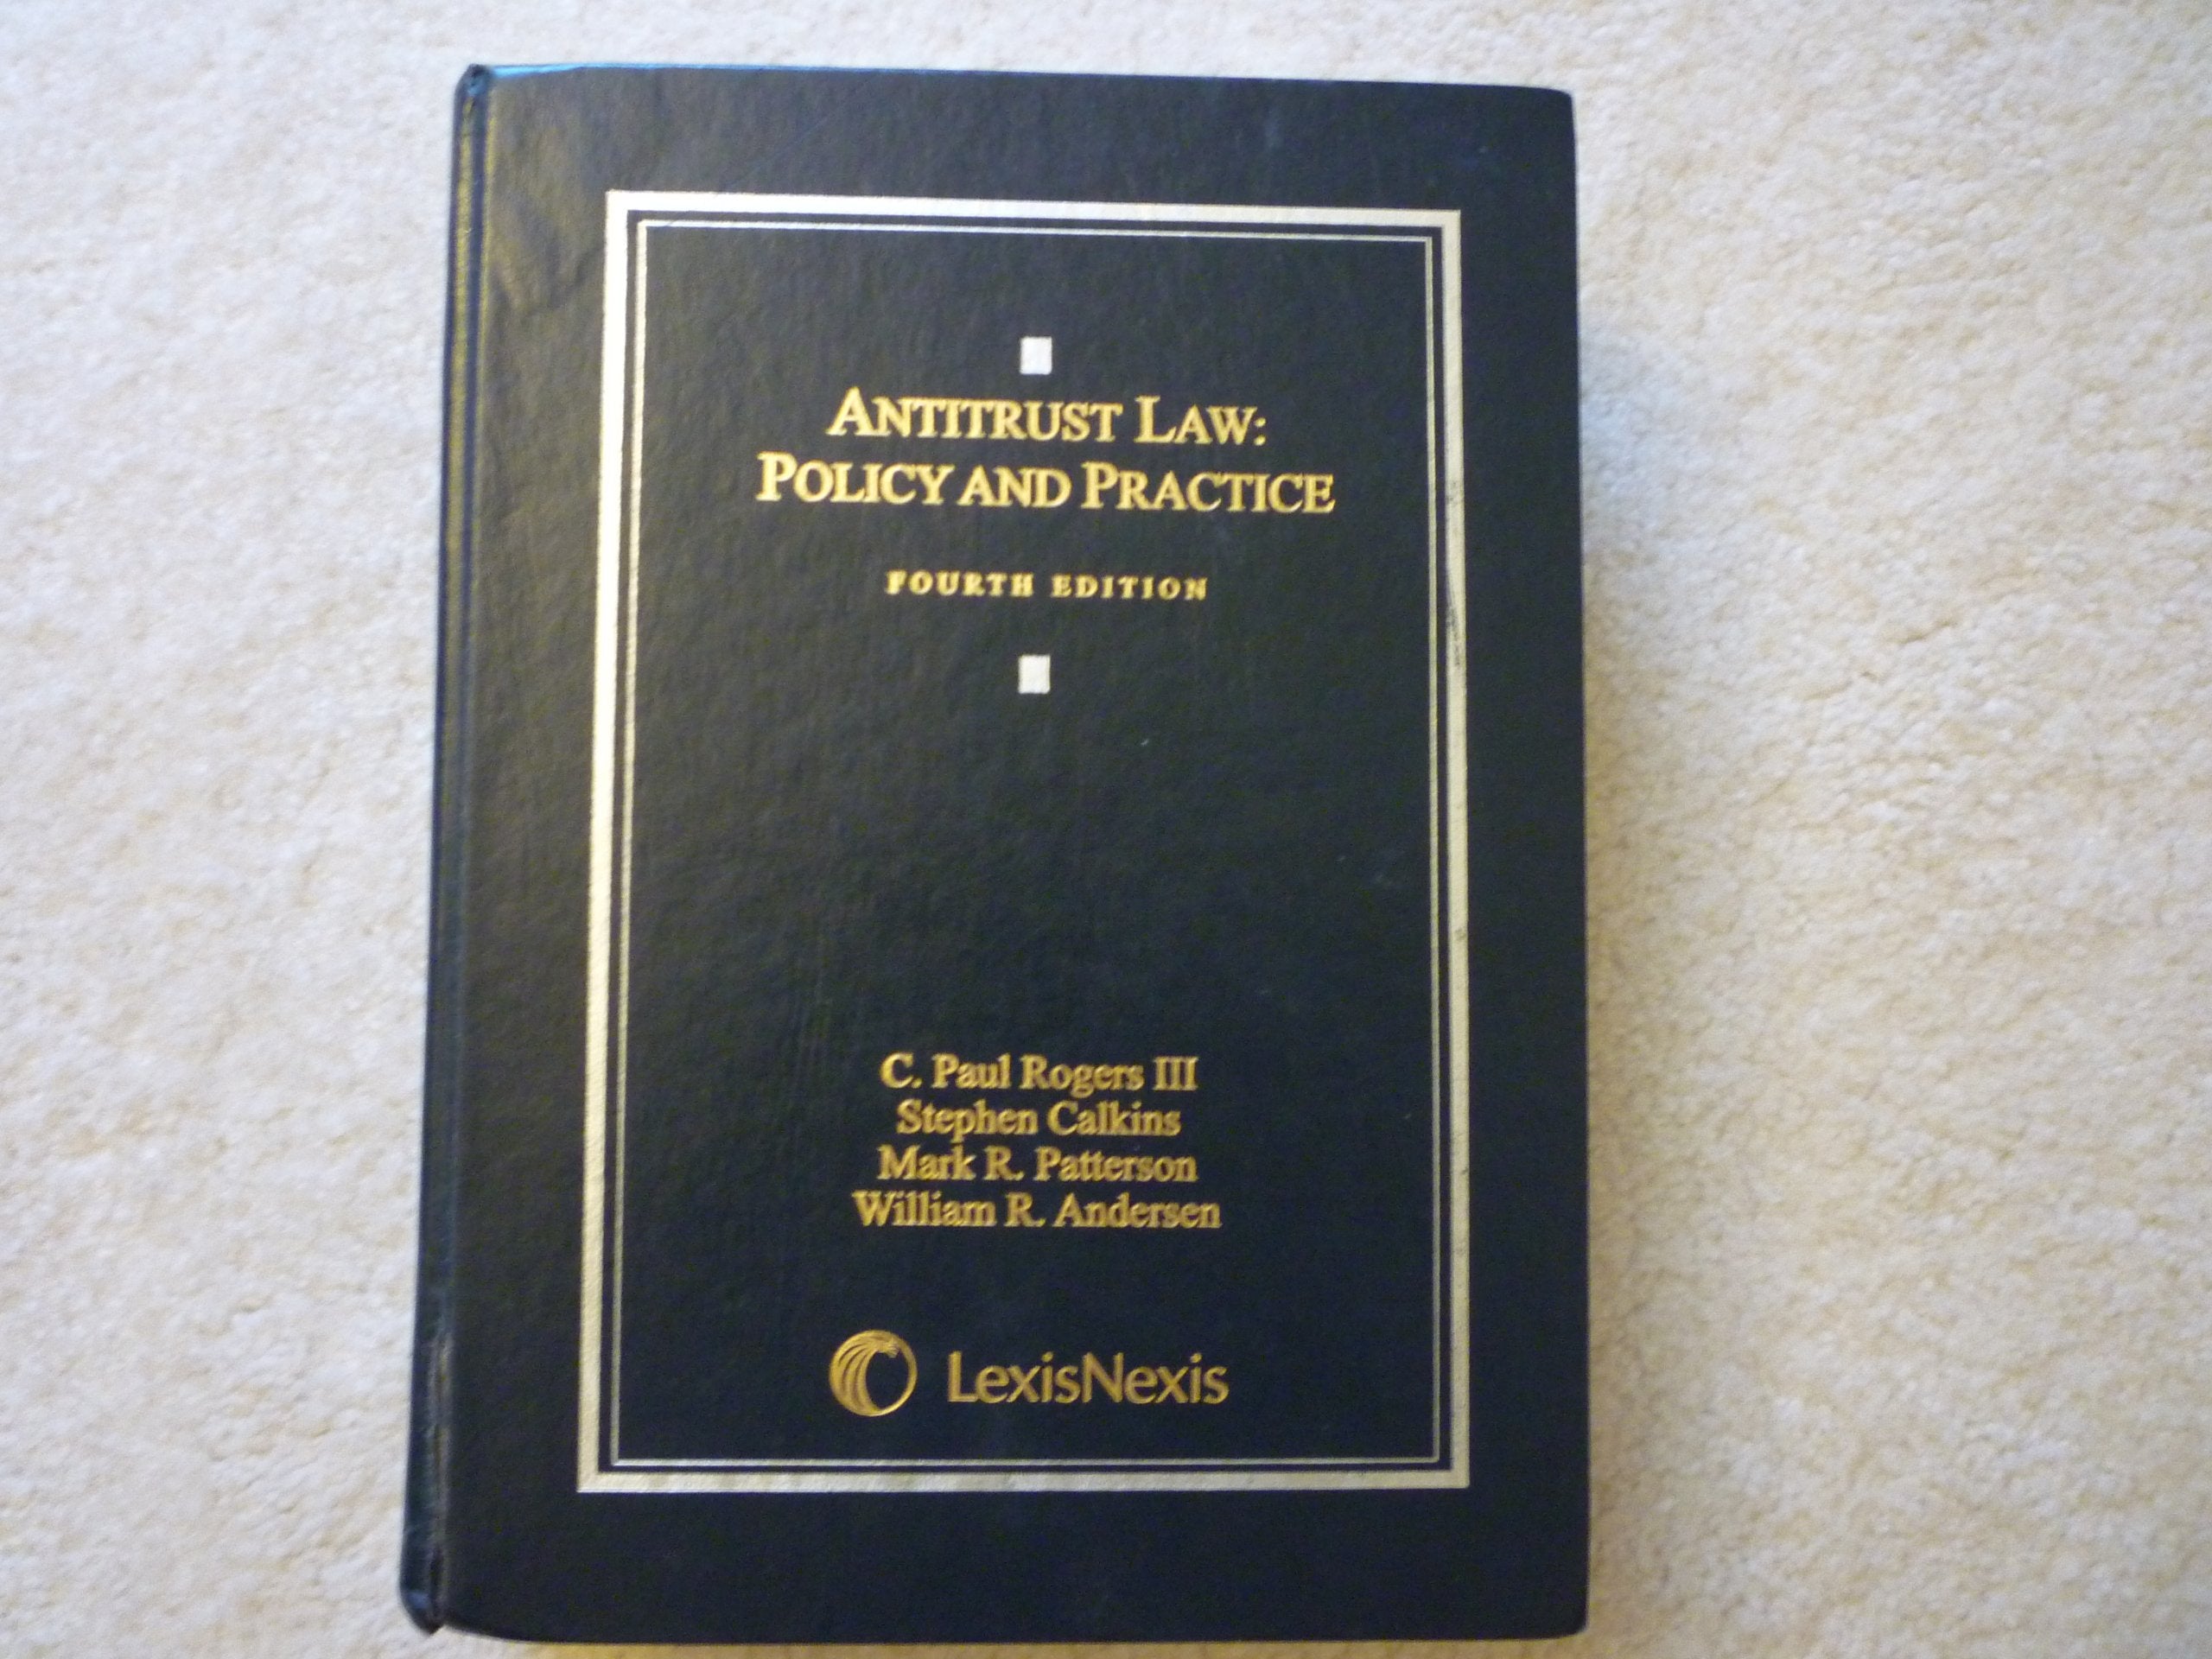 ANTITRUST LAW:
POLICY AND PRACTICE
FOURTH EDITION
C. Paul Rogers III
Stephen Calkins
Mark R. Patterson
William R. Andersen
LexisNexis